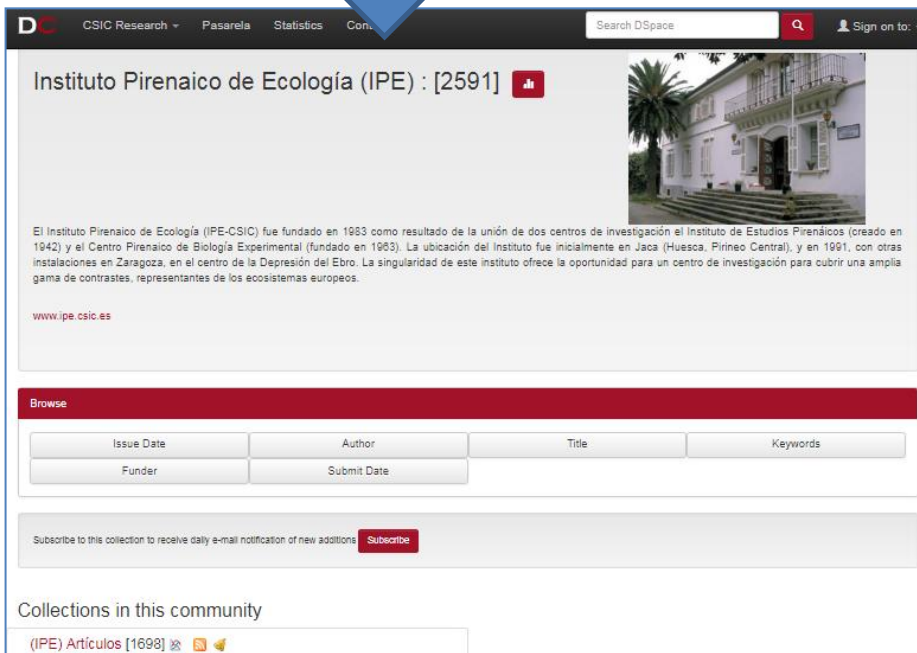 DC CSIC Research Pasarela Statistics Search DSpace Sign on to:
Instituto Pirenaico de Ecología (IPE) : [2591]
El Instituto Pirenaico de Ecología (IPE-CSIC) fue fundado en 1983 como resultado de la unión de dos centros de investigación el Instituto de Estudios Pirenáicos (creado en
1942) y el Centro Pirenaico de Biología Experimental (fundado en 1963). La ubicación del Instituto fue inicialmente en Jaca (Huesca, Pirineo Central), y en 1991, con otras
instalaciones en Zaragoza, en el centro de la Depresión del Ebro. La singularidad de este instituto ofrece la oportunidad para un centro de investigación para cubrir una amplia
gama de contrastes, representantes de los ecosistemas europeos.
www.ipe.csic.es
Browse
Issue Date Author Title Keywords
Funder Submit Date
Subscribe to this collection to receive daily e-mail notification of new additions Subscribe
Collections in this community
(IPE) Artículos [1698]